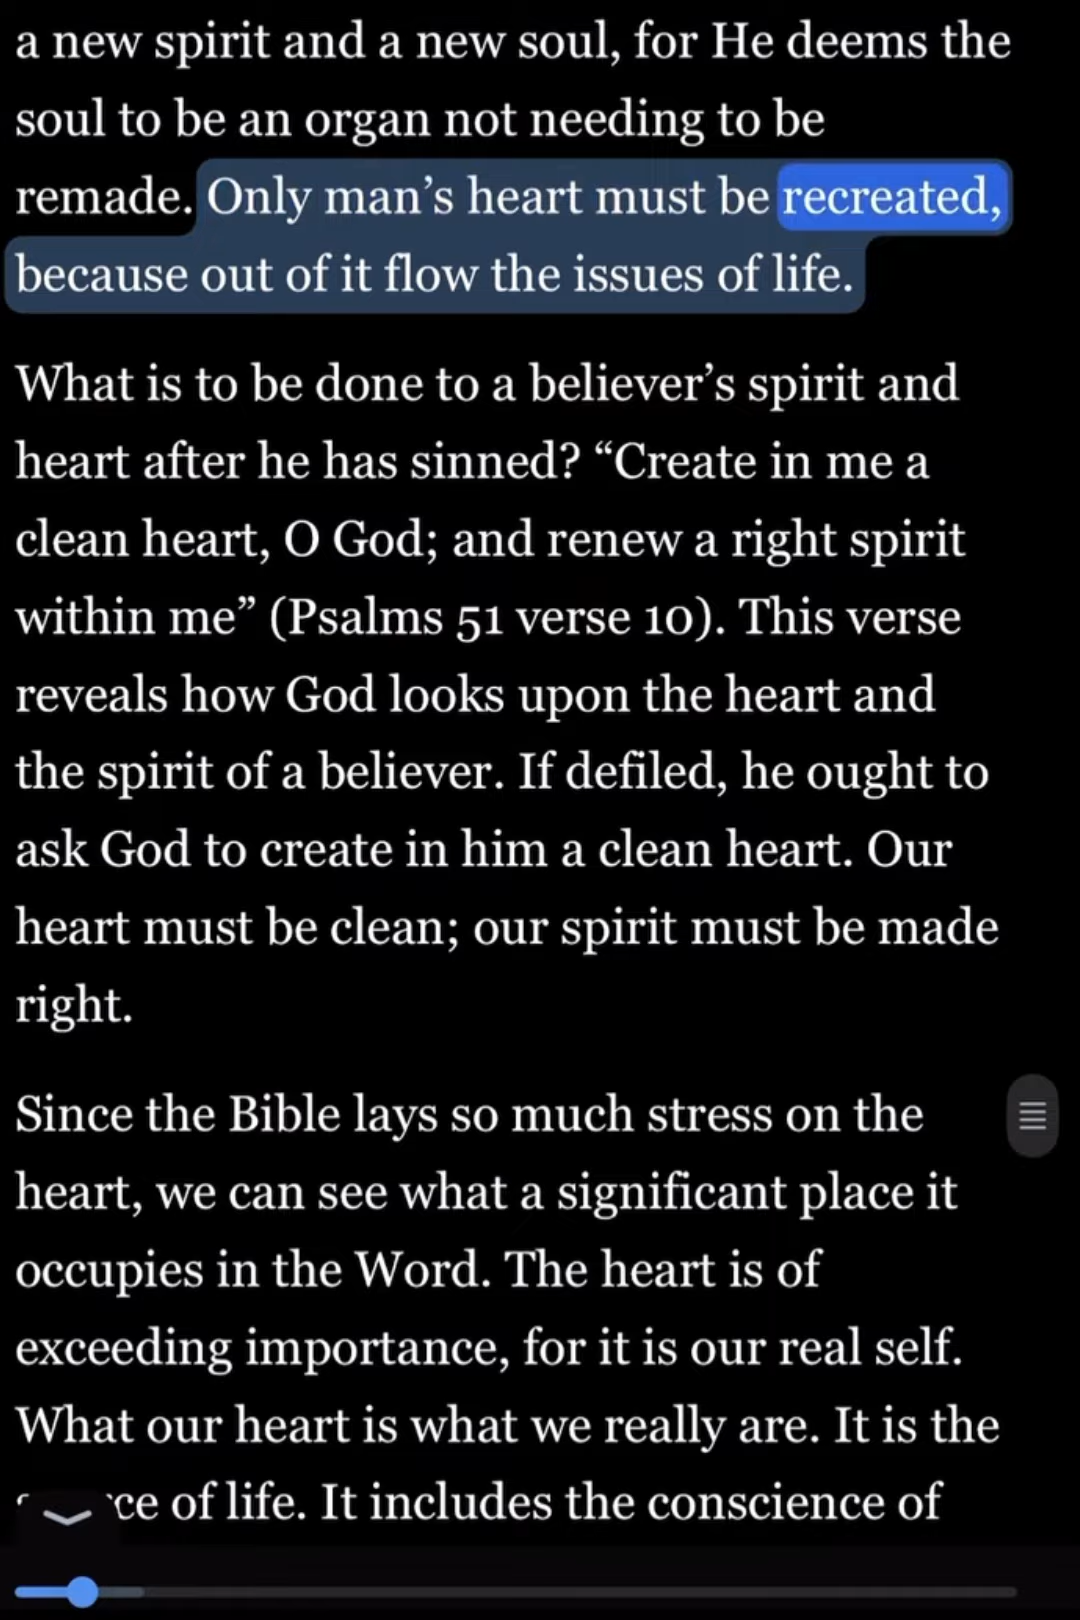 a new spirit and a new soul, for He deems the
soul to be an organ not needing to be
remade. Only man’s heart must be recreated,
because out of it flow the issues of life.
What is to be done to a believer’s spirit and
heart after he has sinned? “Create in me a
clean heart, O God; and renew a right spirit
within me” (Psalms 51 verse 10). This verse
reveals how God looks upon the heart and
the spirit of a believer. If defiled, he ought to
ask God to create in him a clean heart. Our
heart must be clean; our spirit must be made
right.
Since the Bible lays so much stress on the
heart, we can see what a significant place it
occupies in the Word. The heart is of
exceeding importance, for it is our real self.
What our heart is what we really are. It is the
of life. It includes the conscience of